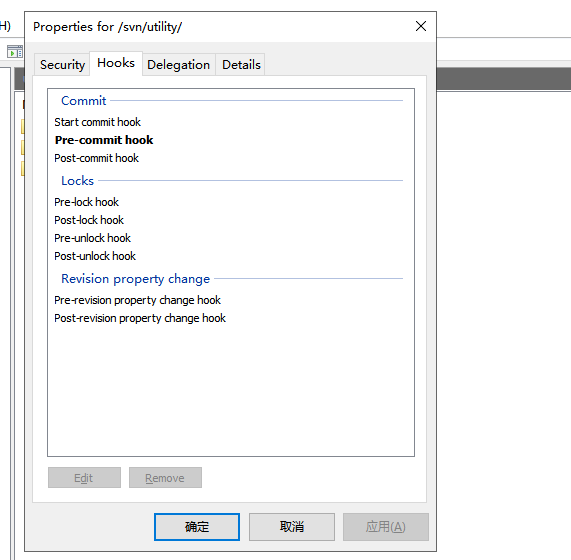 H)
Properties for /svn/utility/
Security Hooks Delegation Details
Commit
Start commit hook
Pre-commit hook
Post-commit hook
Locks
Pre-lock hook
Post-lock hook
Pre-unlock hook
Post-unlock hook
Revision property change
Pre-revision property change hook
Post-revision property change hook
Edit Remove
确定 取消 应用(A)